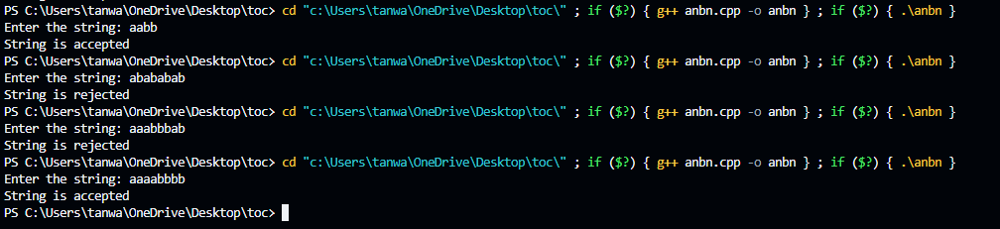 PS C:\Users\tanwa\OneDrive\Desktop\toc> cd "c:\Users\tanwa\OneDrive\Desktop\toc\" ; if ($?) { g++ anbn.cpp -o anbn } ; if ($?) { .\anbn }
Enter the string: aabb
String is accepted
PS C:\Users\tanwa\OneDrive\Desktop\toc> cd "c:\Users\tanwa\OneDrive\Desktop\toc\" ; if ($?) { g++ anbn.cpp -o anbn } ; if ($?) { .\anbn }
Enter the string: abababab
String is rejected
PS C:\Users\tanwa\OneDrive\Desktop\toc> cd "c:\Users\tanwa\OneDrive\Desktop\toc\" ; if ($?) { g++ anbn.cpp -o anbn } ; if ($?) { .\anbn }
Enter the string: aaabbbab
String is rejected
PS C:\Users\tanwa\OneDrive\Desktop\toc> cd "c:\Users\tanwa\OneDrive\Desktop\toc\" ; if ($?) { g++ anbn.cpp -o anbn } ; if ($?) { .\anbn }
Enter the string: aaaabbbb
String is accepted
PS C:\Users\tanwa\OneDrive\Desktop\toc>